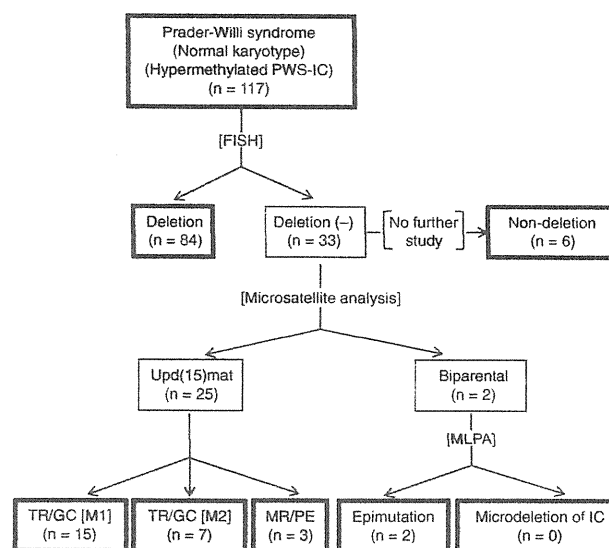 Prader-Willi syndrome
(Normal karyotype)
(Hypermethylated PWS-IC)
(n = 117)
[FISH]
Deletion
(n = 84)
Deletion (–)
(n = 33)
[No further
study]
Non-deletion
(n = 6)
[Microsatellite analysis]
Upd(15)mat
(n = 25)
Biparental
(n = 2)
[MLPA]
TR/GC [M1]
(n = 15)
TR/GC [M2]
(n = 7)
MR/PE
(n = 3)
Epimutation
(n = 2)
Microdeletion of IC
(n = 0)